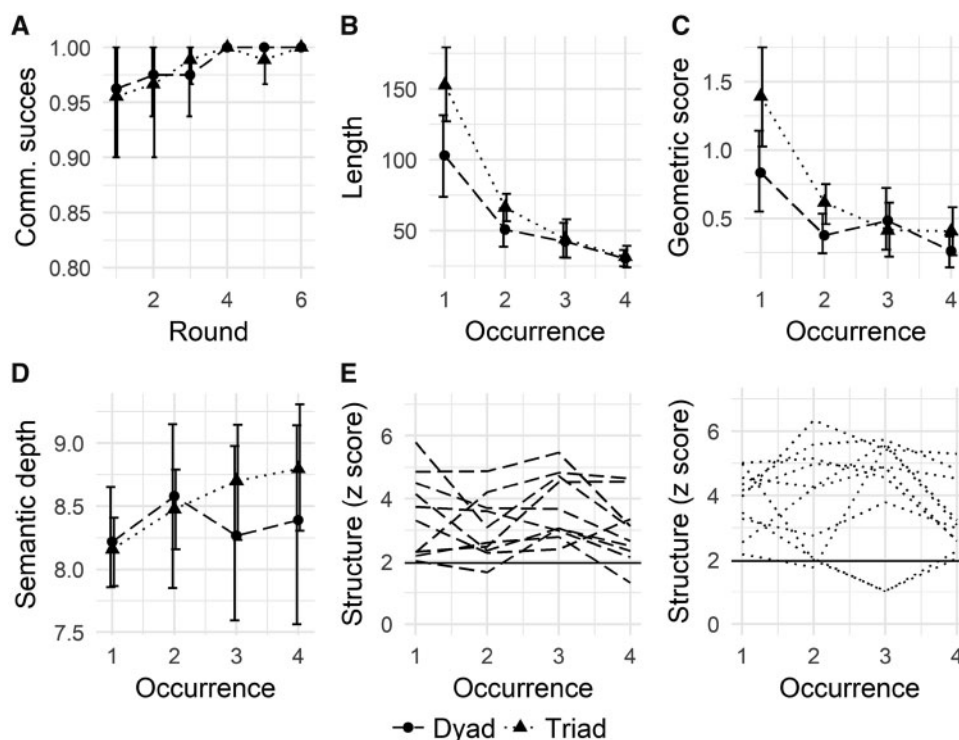 A
Comm. succes
1.00
0.95
0.90
0.85
0.80
2 4 6
Round
B
Length
150
100
50
1 2 3 4
Occurrence
C
Geometric score
1.5
1.0
0.5
1 2 3 4
Occurrence
D
Semantic depth
9.0
8.5
8.0
7.5
1 2 3 4
Occurrence
E
Structure (z score)
6
4
2
0
1 2 3 4
Occurrence
Structure (z score)
6
4
2
0
1 2 3 4
Occurrence
Dyad Triad